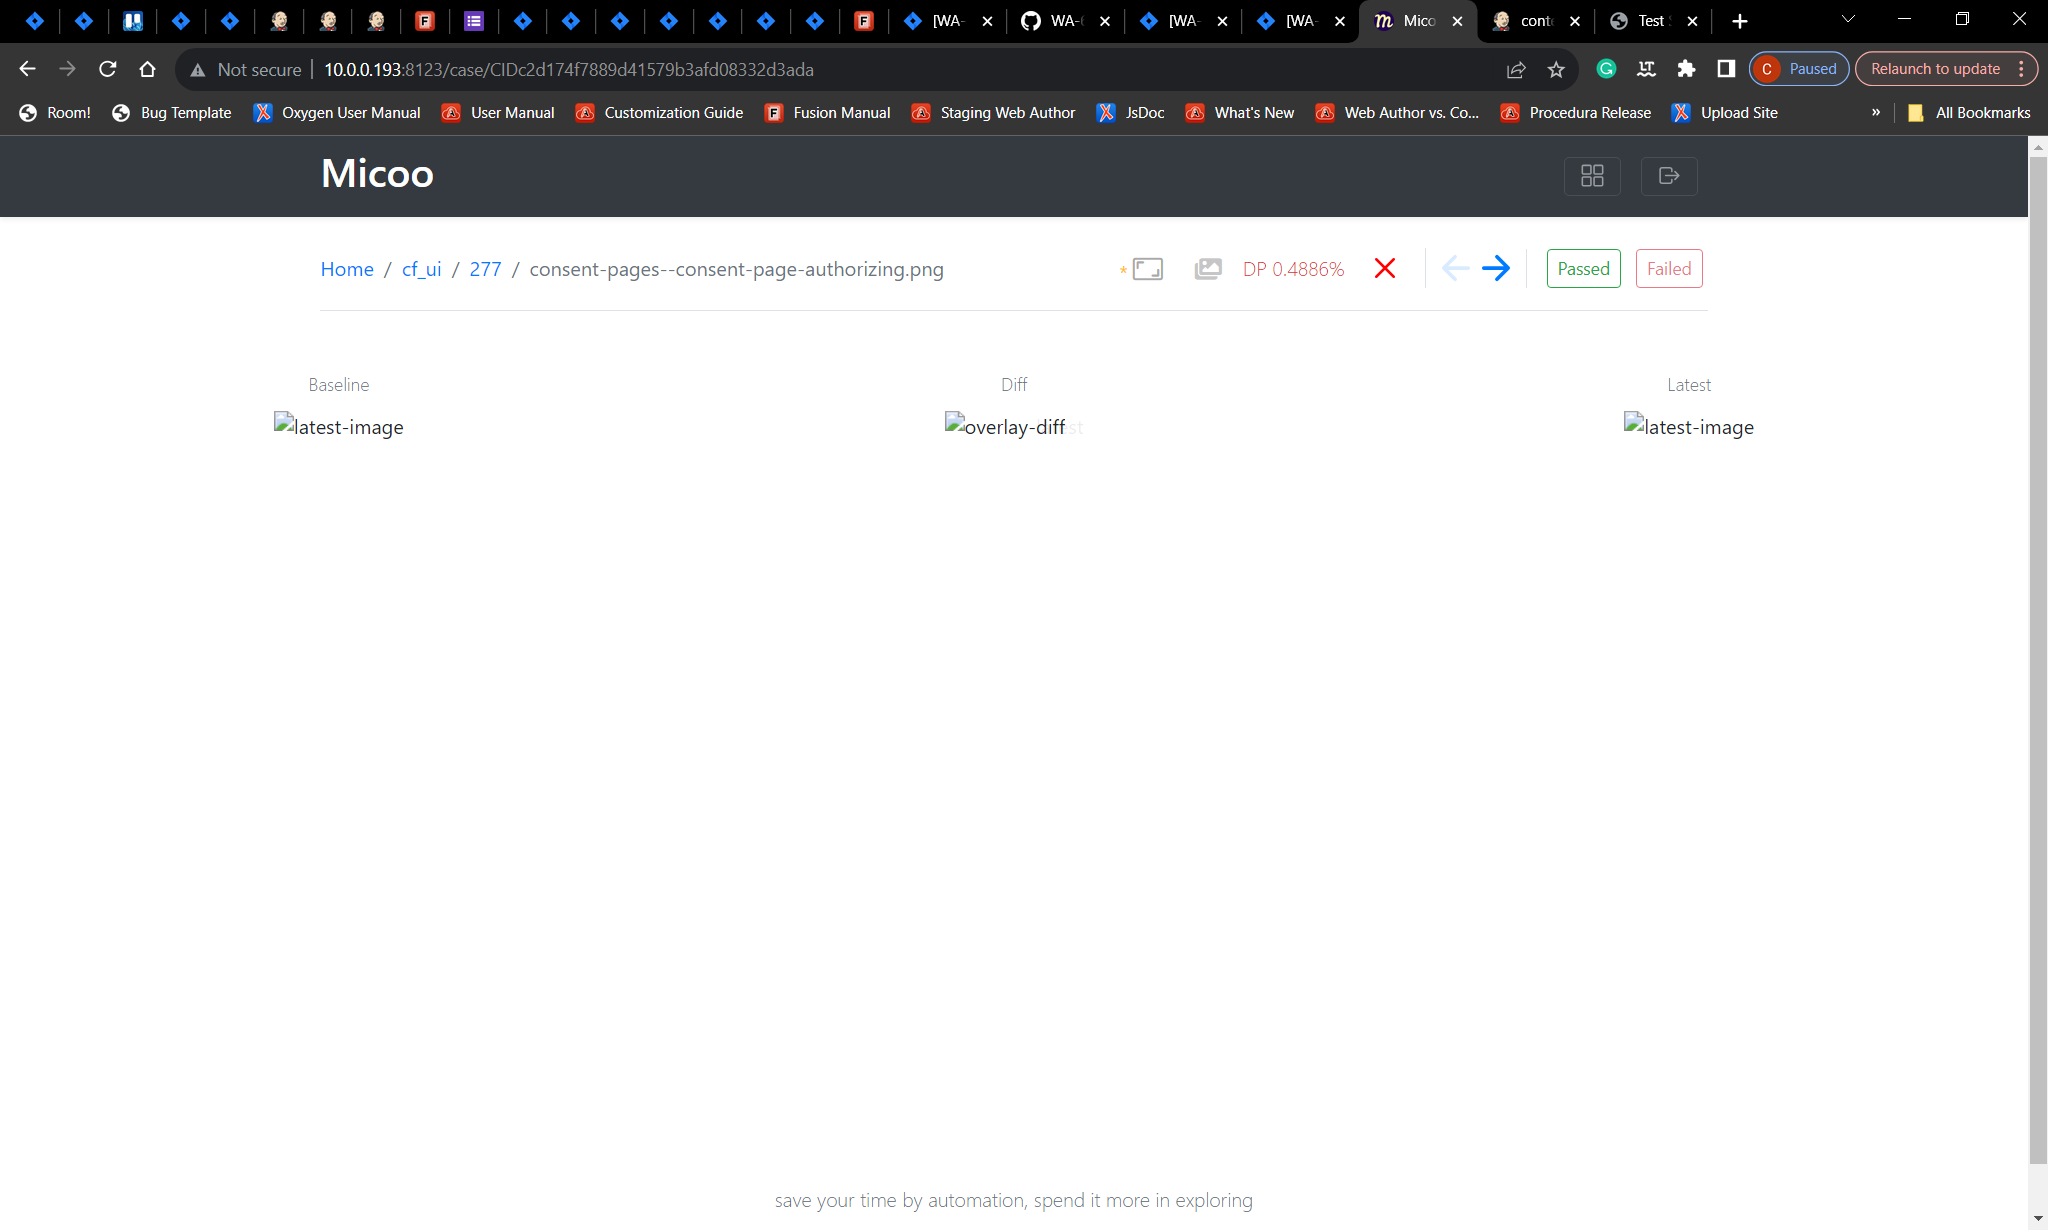 [WA-
WA-
[WA-
[WA-
Mico
cont
Test
Not secure
10.0.0.193:8123/case/CIDc2d174f7889d41579b3afd08332d3ada
C Paused
Relaunch to update
Room! Bug Template Oxygen User Manual User Manual Customization Guide Fusion Manual Staging Web Author JsDoc What's New Web Author vs. Co... Procedura Release Upload Site » All Bookmarks
Micoo
Home / cf_ui / 277 / consent-pages--consent-page-authorizing.png * DP 0.4886% Passed Failed
Baseline Diff Latest
latest-image overlay-diff latest-image
save your time by automation, spend it more in exploring